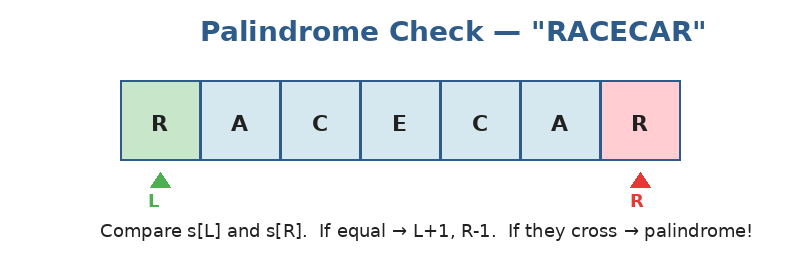 Palindrome Check — "RACECAR"
R A C E C A R
L R
Compare s[L] and s[R].  If equal → L+1, R-1.  If they cross → palindrome!